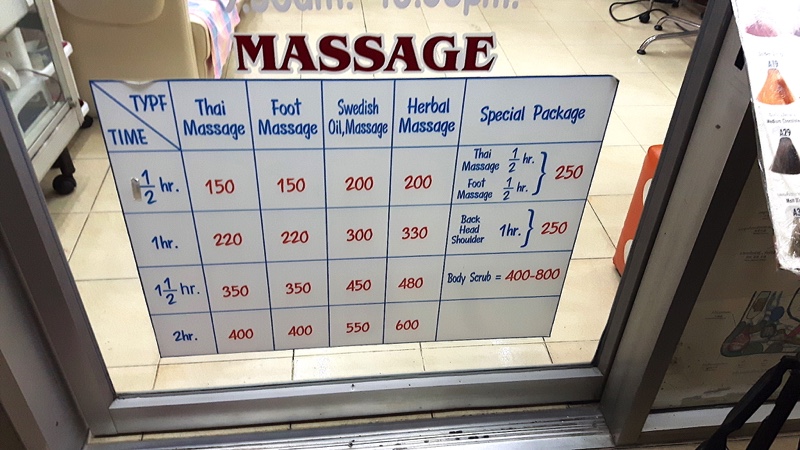 MASSAGE
TYPE
TIME
Thai Massage
Foot Massage
Swedish Oil,Massage
Herbal Massage
Special Package
1/2 hr. 150 150 200 200
Thai Massage 1/2 hr.
Foot Massage 1/2 hr. } 250
1hr. 220 220 300 330
Back Head Shoulder 1hr. } 250
1 1/2 hr. 350 350 450 480
Body Scrub = 400-800
2hr. 400 400 550 600
A29